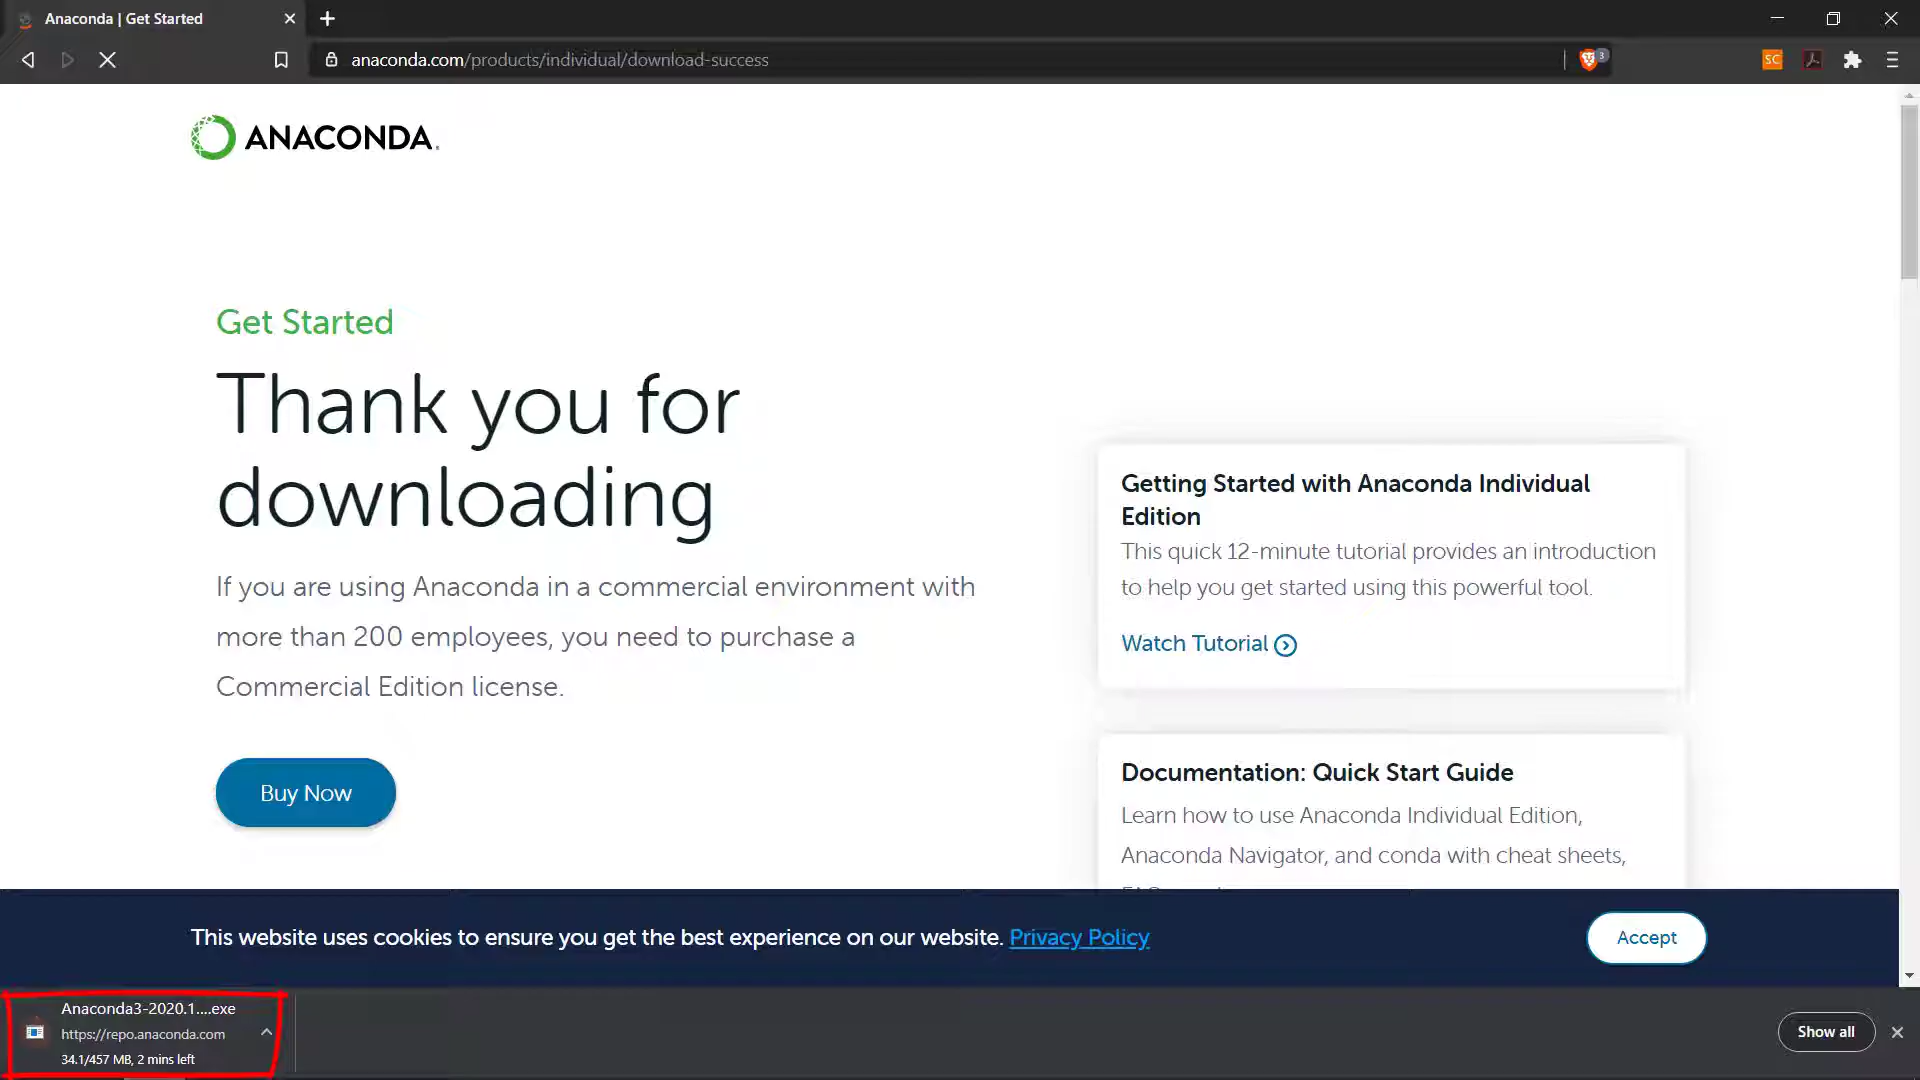 Anaconda | Get Started
anaconda.com/products/individual/download-success
3
SC
ANACONDA.
Get Started
Thank you for
downloading
If you are using Anaconda in a commercial environment with
more than 200 employees, you need to purchase a
Commercial Edition license.
Buy Now
Getting Started with Anaconda Individual
Edition
This quick 12-minute tutorial provides an introduction
to help you get started using this powerful tool.
Watch Tutorial
Documentation: Quick Start Guide
Learn how to use Anaconda Individual Edition,
Anaconda Navigator, and conda with cheat sheets,
This website uses cookies to ensure you get the best experience on our website. Privacy Policy
Accept
Anaconda3-2020.1....exe
https://repo.anaconda.com
34.1/457 MB, 2 mins left
Show all